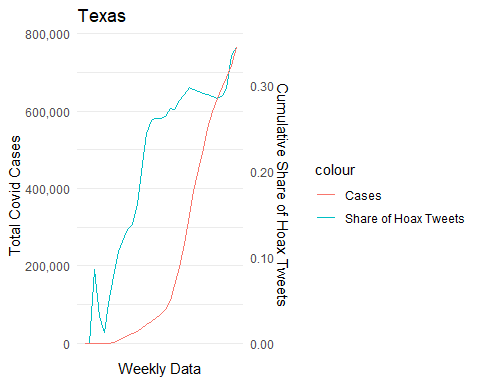 Texas
800,000
600,000
400,000
200,000
0
Total Covid Cases
Weekly Data
0.30
0.20
0.10
0.00
Cumulative Share of Hoax Tweets
colour
Cases
Share of Hoax Tweets